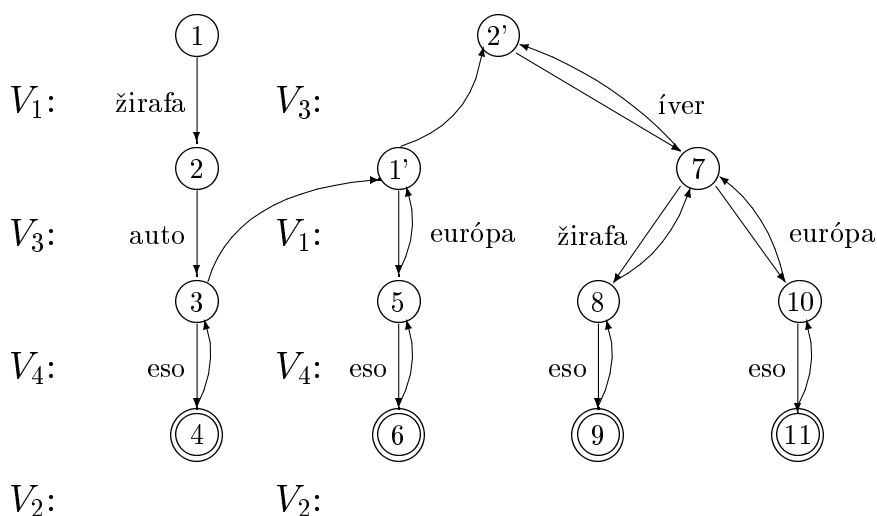 1 2'
V₁: žirafa V₃: íver
2 1' 7
V₃: auto V₁: európa žirafa európa
3 5 8 10
V₄: eso V₄: eso eso eso
4 6 9 11
V₂: V₂: